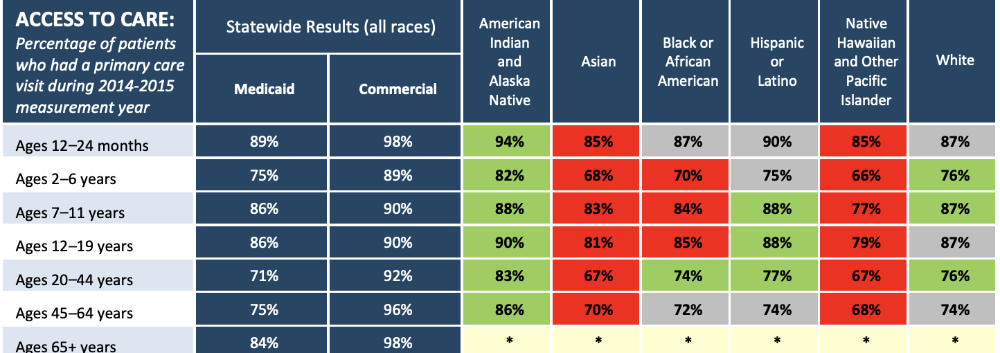 ACCESS TO CARE:
Percentage of patients
who had a primary care
visit during 2014-2015
measurement year
Statewide Results (all races)
Medicaid Commercial
American
Indian
and
Alaska
Native
Asian
Black or
African
American
Hispanic
or
Latino
Native
Hawaiian
and Other
Pacific
Islander
White
Ages 12–24 months 89% 98% 94% 85% 87% 90% 85% 87%
Ages 2–6 years 75% 89% 82% 68% 70% 75% 66% 76%
Ages 7–11 years 86% 90% 88% 83% 84% 88% 77% 87%
Ages 12–19 years 86% 90% 90% 81% 85% 88% 79% 87%
Ages 20–44 years 71% 92% 83% 67% 74% 77% 67% 76%
Ages 45–64 years 75% 96% 86% 70% 72% 74% 68% 74%
Ages 65+ years 84% 98% * * * * * *